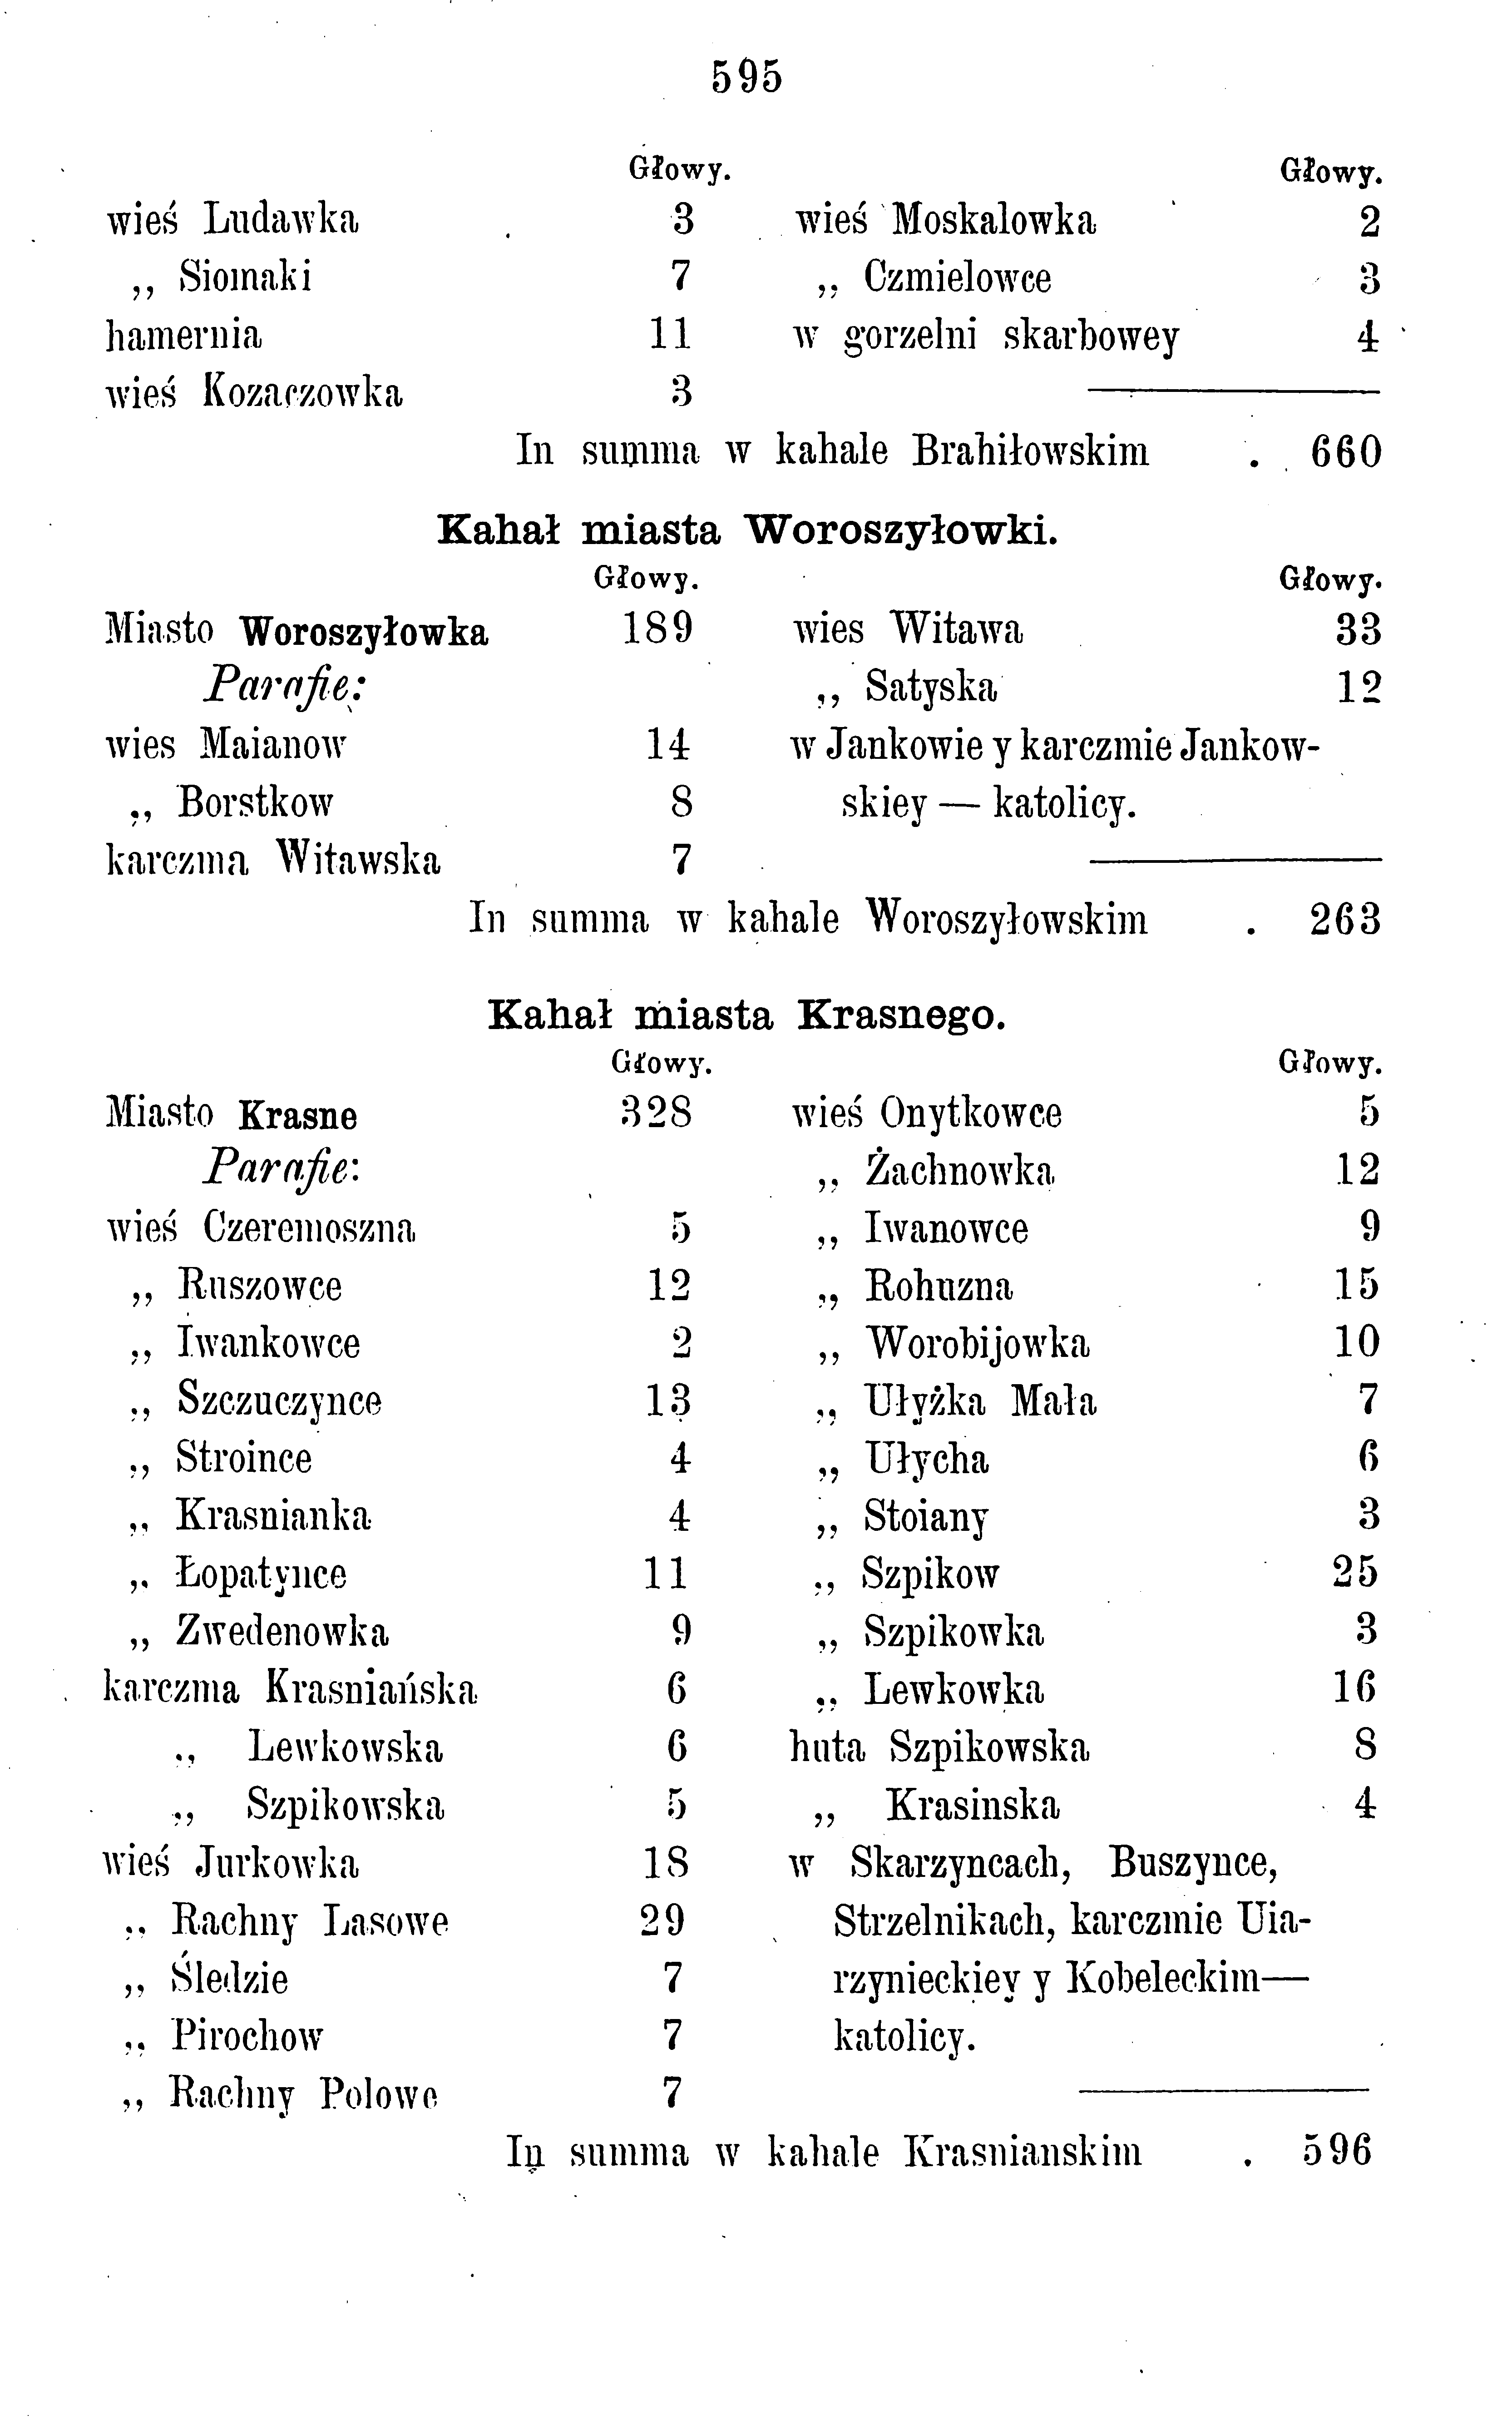 595
Głowy.
wieś Ludawka 3
„ Siomaki 7
hamernia 11
wieś Kozaczowka 3
Głowy.
wieś Moskalowka 2
„ Czmielowce 3
w gorzelni skarbowey 4
In summa w kahale Brahiłowskim . 660
Kahał miasta Woroszyłowki.
Głowy.
Miasto Woroszyłowka 189
Parafie:
wies Maianow 14
„ Borstkow 8
karczma Witawska 7
Głowy.
wies Witawa 33
„ Satyska 12
w Jankowie y karczmie Jankow-
skiey — katolicy.
In summa w kahale Woroszyłowskim . 263
Kahał miasta Krasnego.
Głowy.
Miasto Krasne 328
Parafie:
wieś Czeremoszna 5
„ Ruszowce 12
„ Iwankowce 2
„ Szczuczynce 13
„ Stroince 4
„ Krasnianka 4
„ Łopatynce 11
„ Zwedenowka 9
karczma Krasniańska 6
„ Lewkowska 6
„ Szpikowska 5
wieś Jurkowka 18
„ Rachny Lasowe 29
„ Śledzie 7
„ Pirochow 7
„ Rachny Polowe 7
Głowy.
wieś Onytkowce 5
„ Żachnowka 12
„ Iwanowce 9
„ Rohuzna 15
„ Worobijowka 10
„ Ułyżka Mała 7
„ Ułycha 6
„ Stoiany 3
„ Szpikow 25
„ Szpikowka 3
„ Lewkowka 16
huta Szpikowska 8
„ Krasinska 4
w Skarzyncach, Buszynce,
Strzelnikach, karczmie Uia-
rzynieckiey y Kobeleckim—
katolicy.
In summa w kahale Krasnianskim . 596